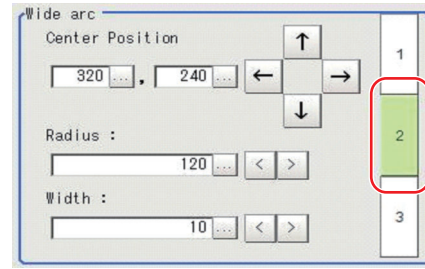 Wide arc
Center Position
320 ... , 240 ...
↑
← →
↓
Radius :
120 ... < >
Width :
10 ... < >
1
2
3